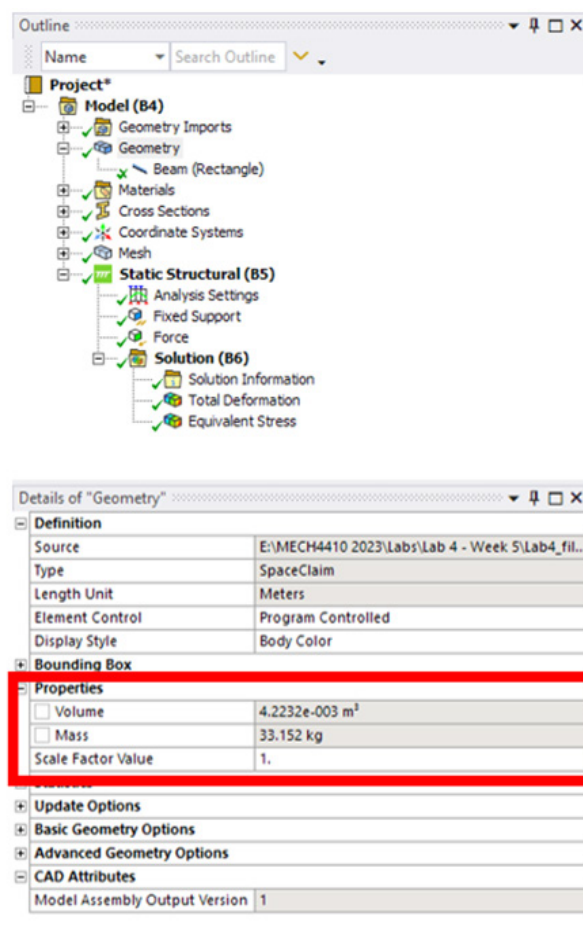 Outline
Name Search Outline
Project*
Model (B4)
Geometry Imports
Geometry
Beam (Rectangle)
Materials
Cross Sections
Coordinate Systems
Mesh
Static Structural (B5)
Analysis Settings
Fixed Support
Force
Solution (B6)
Solution Information
Total Deformation
Equivalent Stress
Details of "Geometry"
Definition
Source E:\MECH4410 2023\Labs\Lab 4 - Week 5\Lab4_fil...
Type SpaceClaim
Length Unit Meters
Element Control Program Controlled
Display Style Body Color
Bounding Box
Properties
Volume 4.2232e-003 m³
Mass 33.152 kg
Scale Factor Value 1.
Update Options
Basic Geometry Options
Advanced Geometry Options
CAD Attributes
Model Assembly Output Version 1